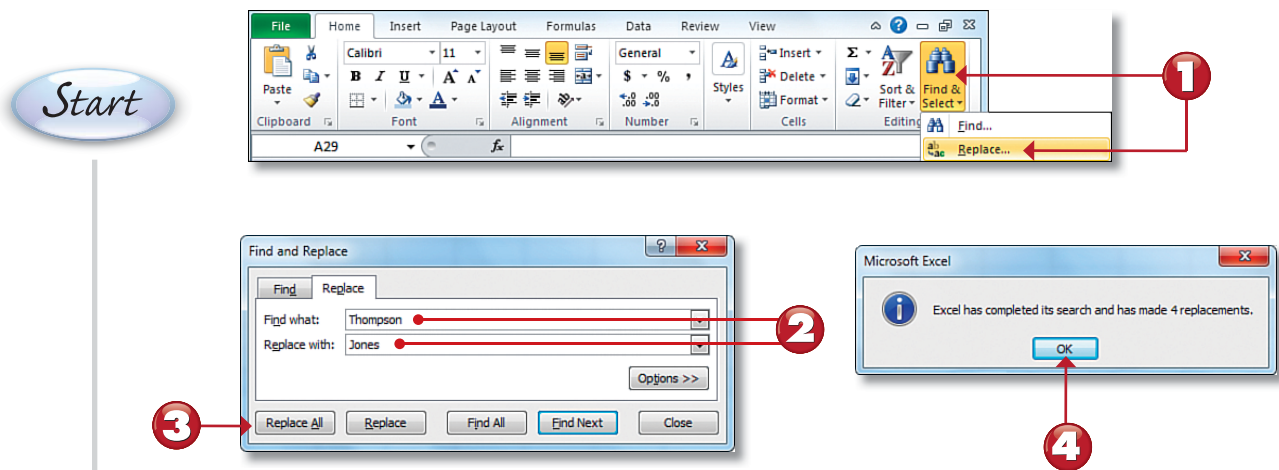 File Home Insert Page Layout Formulas Data Review View
Calibri 11 General Insert Σ
Paste B I U A A A $ % , Styles Delete Sort & Filter Find & Select
.00 .0 .00 Format
Clipboard Font Alignment Number Cells Editing
A29 fx
Find...
Replace...
1
Start
Find and Replace
Find Replace
Find what: Thompson
Replace with: Jones
Options >>
Replace All Replace Find All Find Next Close
2
3
Microsoft Excel
Excel has completed its search and has made 4 replacements.
OK
4